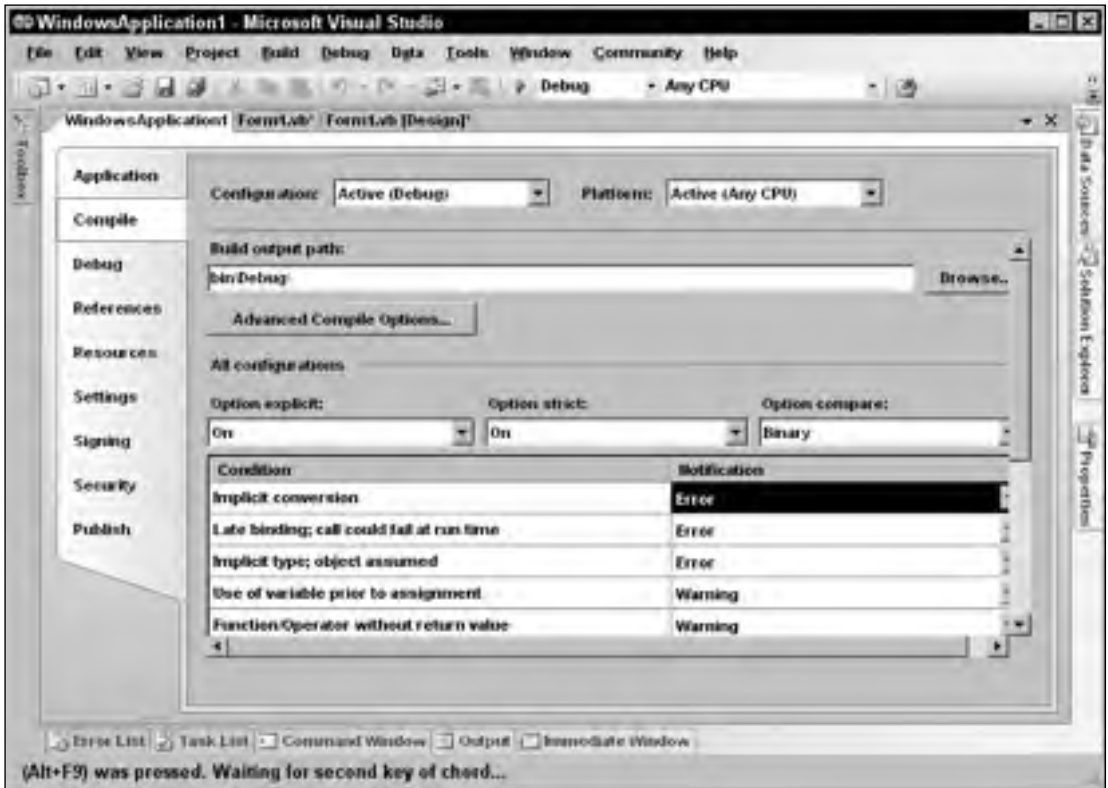 WindowsApplication1 - Microsoft Visual Studio
File Edit View Project Build Debug Data Tools Window Community Help
Debug Any CPU
Toolbox
WindowsApplication1 Form1.vb* Form1.vb [Design]*
Data Sources
Solution Explorer
Properties
Application
Compile
Debug
References
Resources
Settings
Signing
Security
Publish
Configuration: Active (Debug) Platform: Active (Any CPU)
Build output path:
bin\Debug\ Browse..
Advanced Compile Options...
All configurations
Option explicit: Option strict: Option compare:
On On Binary
Condition Notification
Implicit conversion Error
Late binding; call could fail at run time Error
Implicit type; object assumed Error
Use of variable prior to assignment Warning
Function/Operator without return value Warning
Error List Task List Command Window Output Immediate Window
(Alt+F9) was pressed. Waiting for second key of chord...